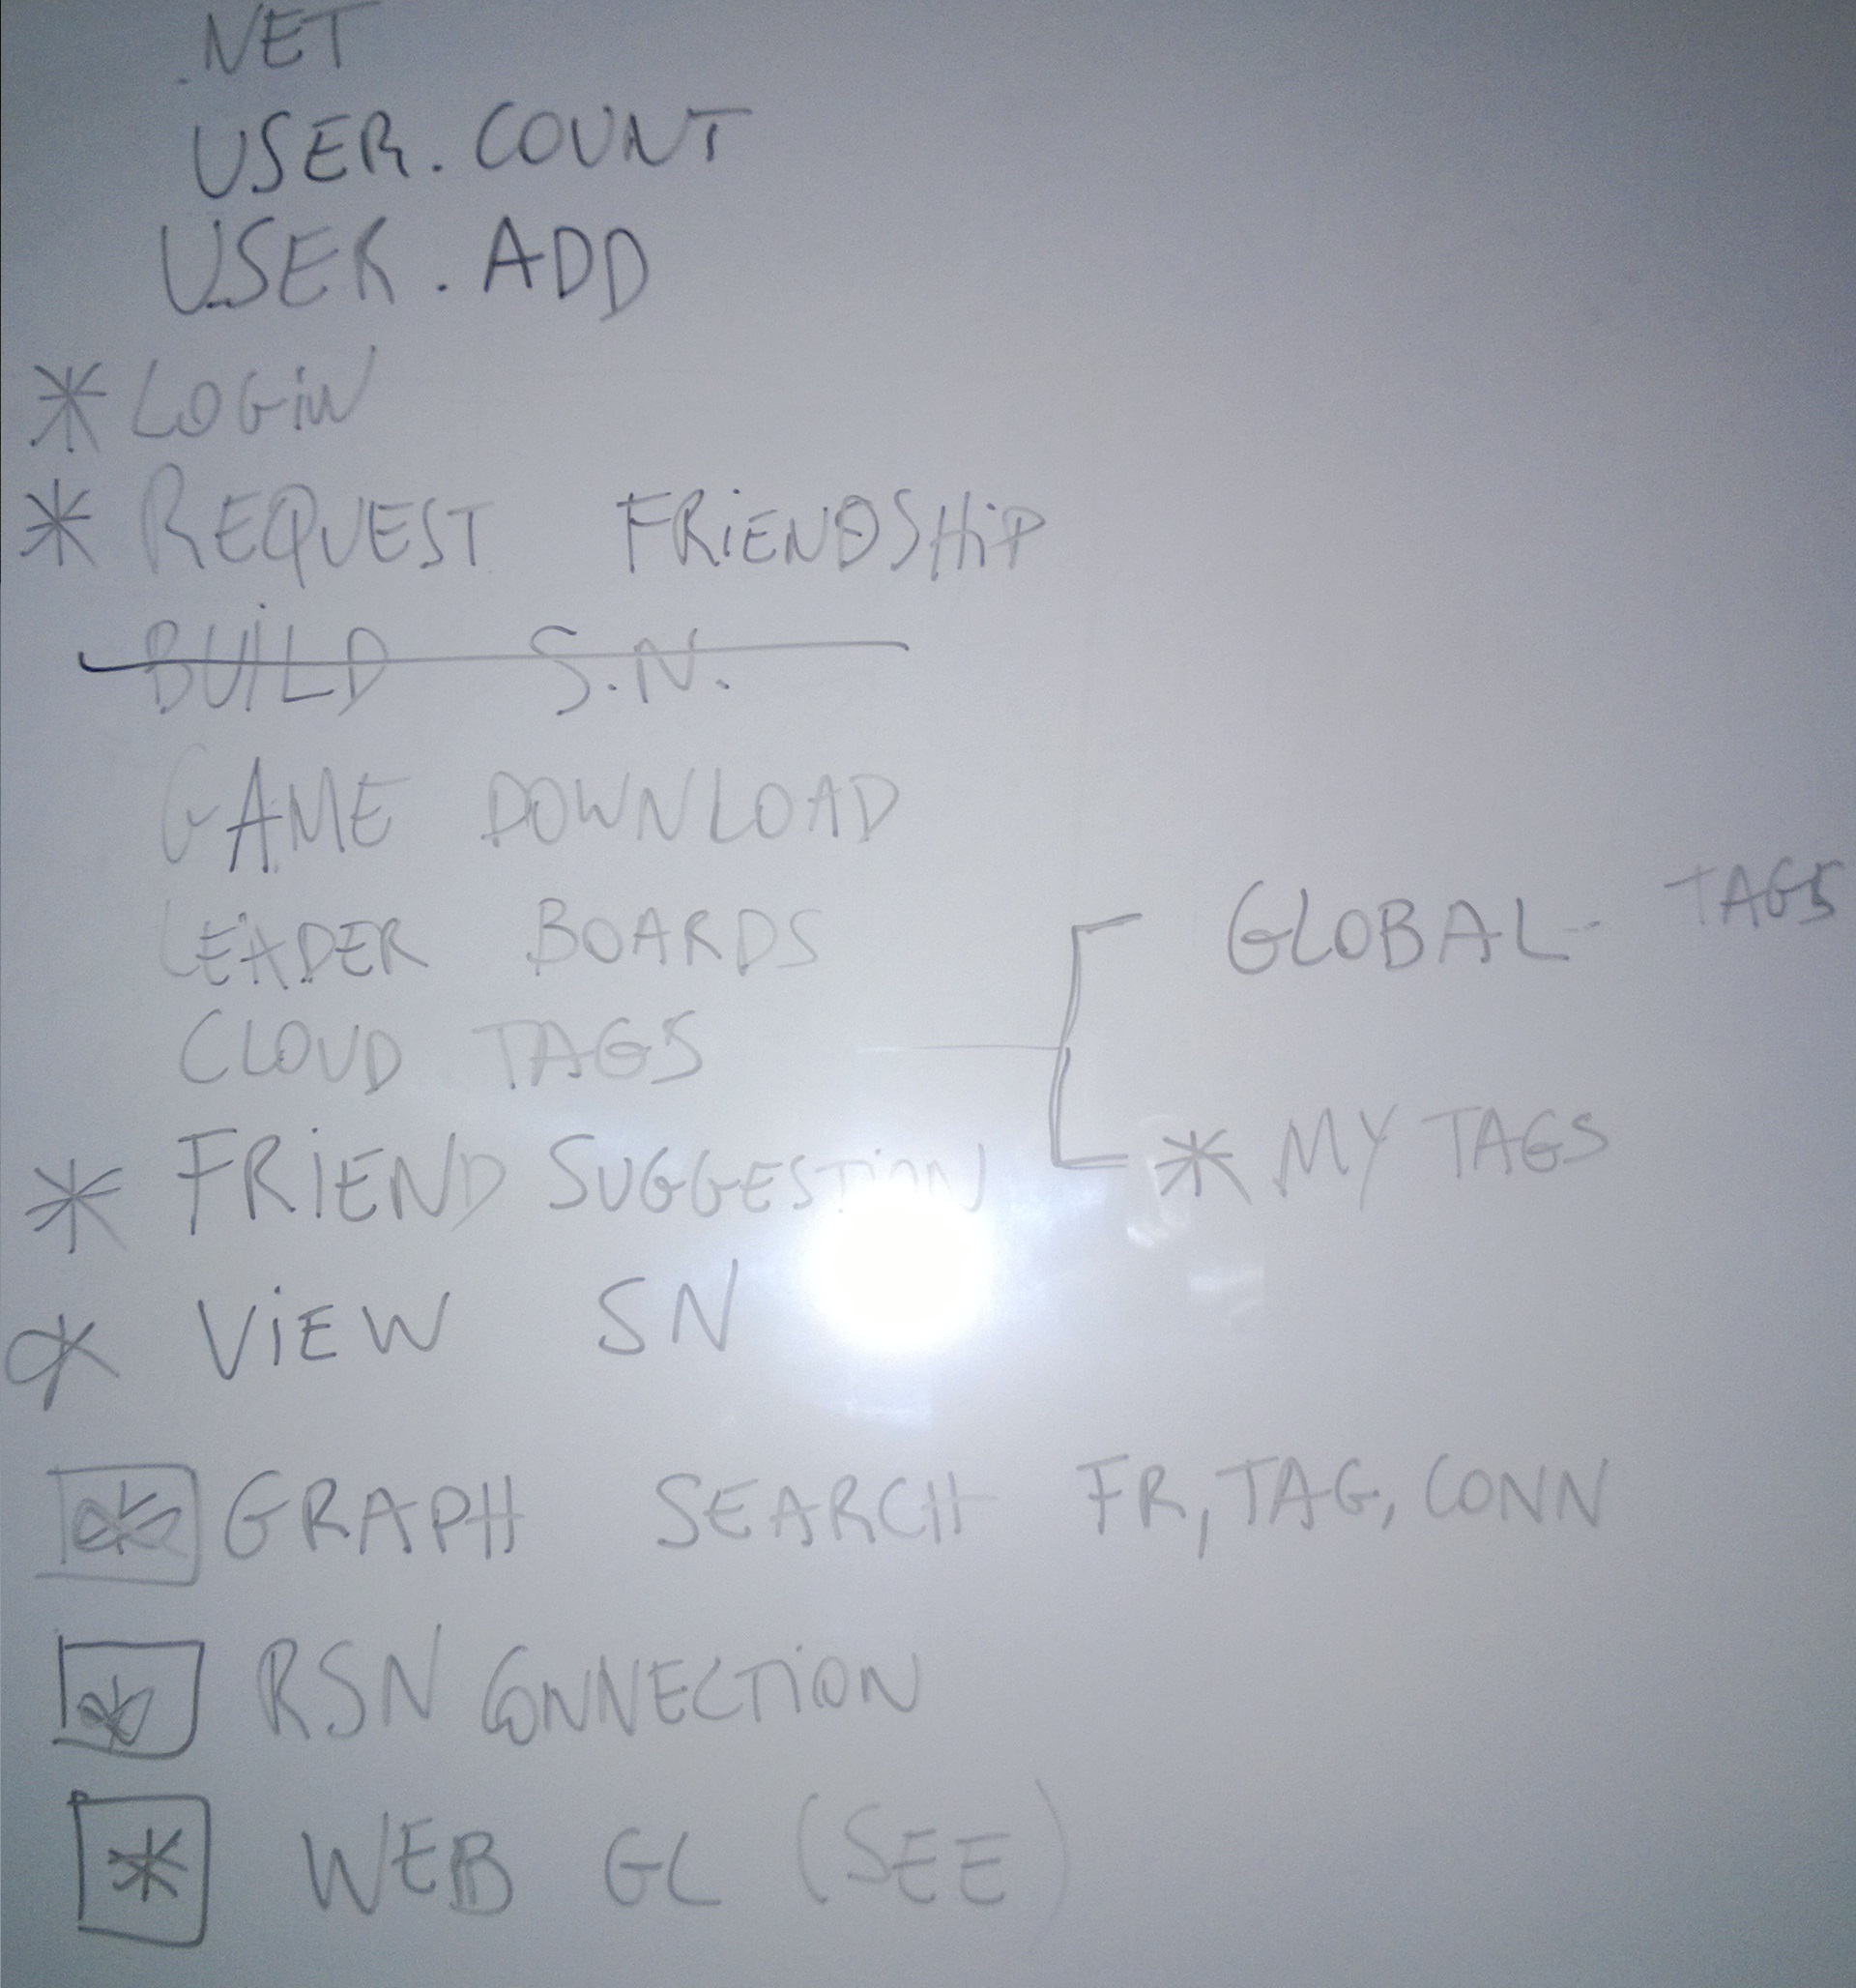 .NET
USER.COUNT
USER.ADD
* LOGiN
* REQUEST FRiENDSHiP
BUiLD S.N.
GAME DOWNLOAD
LEADER BOARDS
GLOBAL TAGS
CLOUD TAGS
* MY TAGS
* FRiEND SUGGESTiON
* ViEW SN
* GRAPH SEARCH FR, TAG, CONN
* RSN CONNECTiON
* WEB GL (SEE)